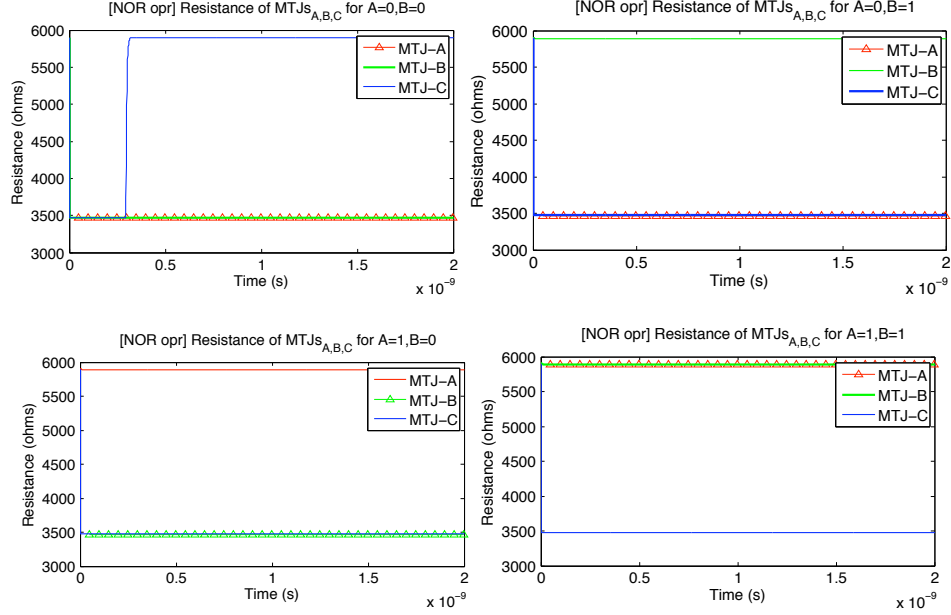 [NOR opr] Resistance of MTJs_{A,B,C} for A=0,B=0
6000
5500
5000
4500
4000
3500
3000
Resistance (ohms)
0
0.5
1
1.5
2
Time (s)
x 10^{-9}
MTJ-A
MTJ-B
MTJ-C
[NOR opr] Resistance of MTJs_{A,B,C} for A=0,B=1
6000
5500
5000
4500
4000
3500
3000
Resistance (ohms)
0
0.5
1
1.5
2
Time (s)
x 10^{-9}
MTJ-A
MTJ-B
MTJ-C
[NOR opr] Resistance of MTJs_{A,B,C} for A=1,B=0
6000
5500
5000
4500
4000
3500
3000
Resistance (ohms)
0
0.5
1
1.5
2
Time (s)
x 10^{-9}
MTJ-A
MTJ-B
MTJ-C
[NOR opr] Resistance of MTJs_{A,B,C} for A=1,B=1
6000
5500
5000
4500
4000
3500
3000
Resistance (ohms)
0
0.5
1
1.5
2
Time (s)
x 10^{-9}
MTJ-A
MTJ-B
MTJ-C